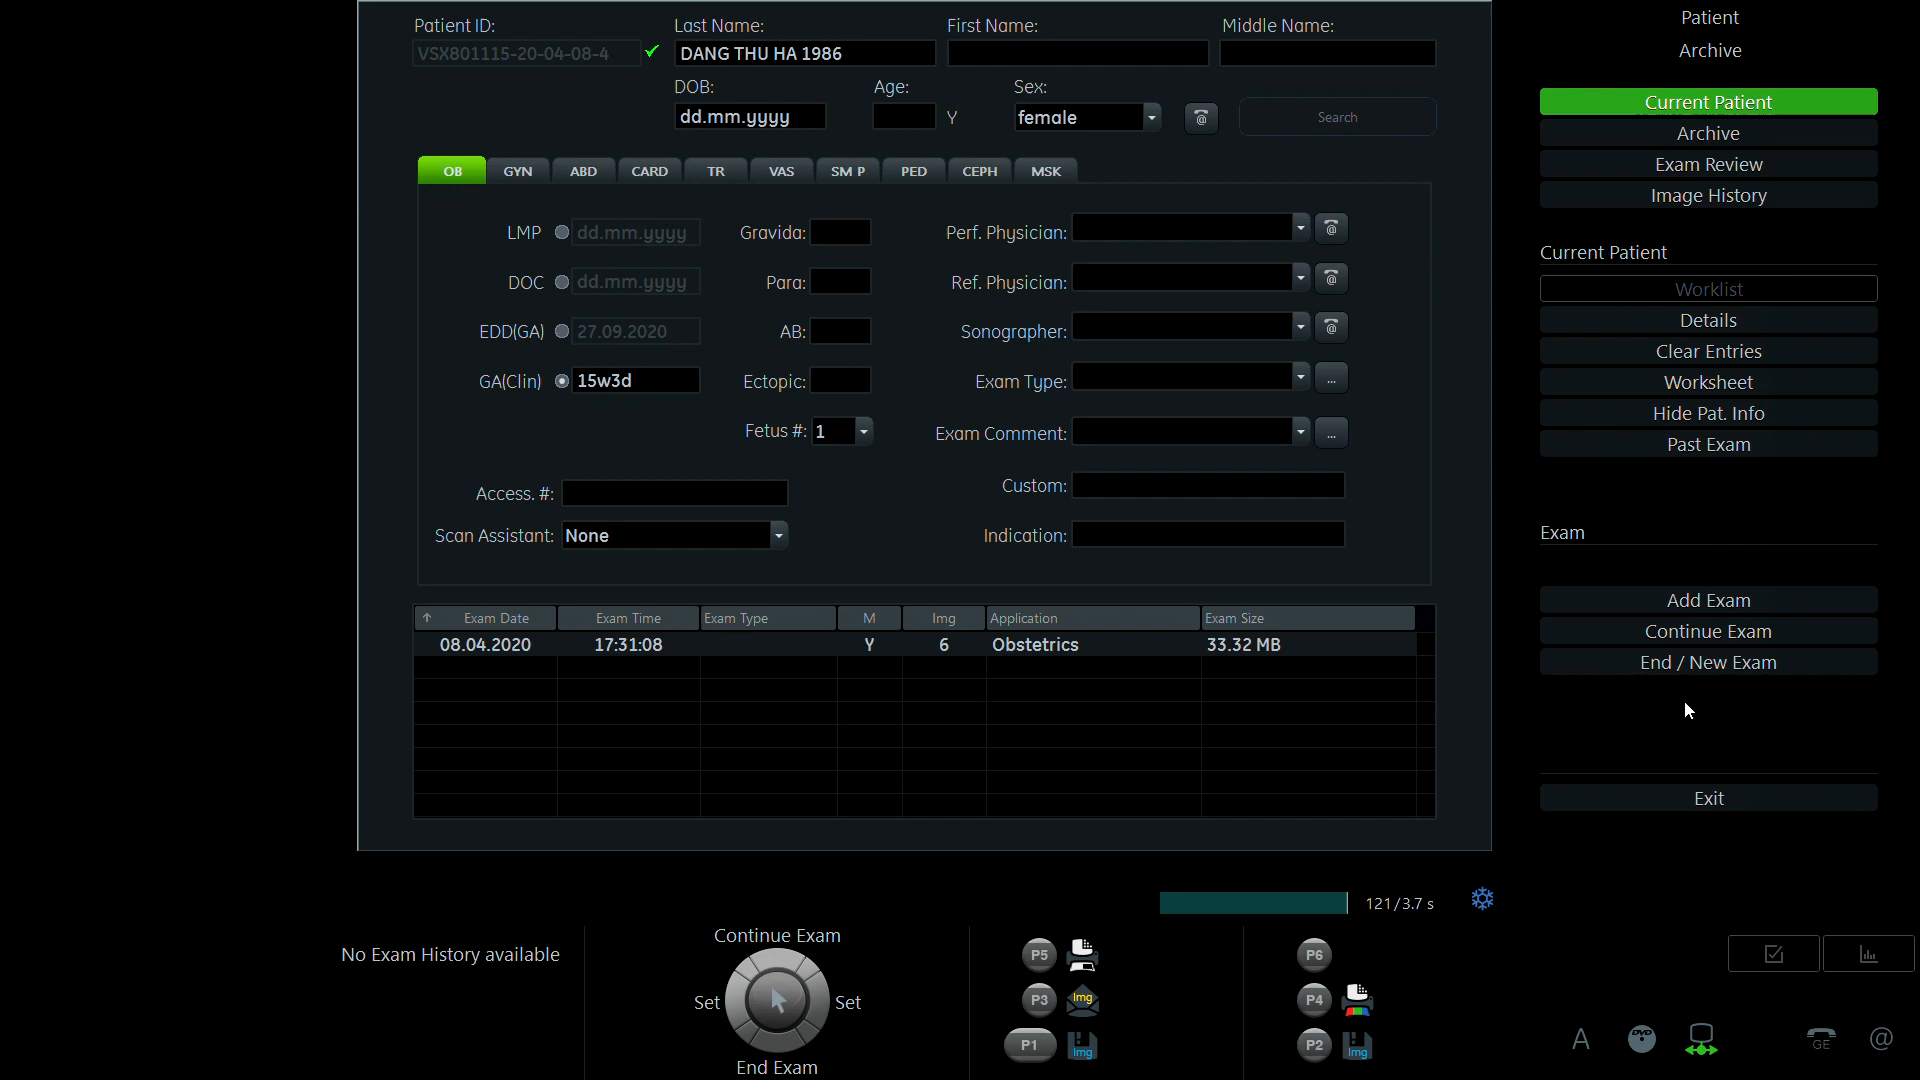 Patient ID: Last Name: First Name: Middle Name:
VSX801115-20-04-08-4 DANG THU HA 1986
DOB: Age: Sex:
dd.mm.yyyy Y female Search
OB GYN ABD CARD TR VAS SM P PED CEPH MSK
LMP dd.mm.yyyy Gravida: Perf. Physician:
DOC dd.mm.yyyy Para: Ref. Physician:
EDD(GA) 27.09.2020 AB: Sonographer:
GA(Clin) 15w3d Ectopic: Exam Type: ...
Fetus #: 1 Exam Comment: ...
Custom:
Access. #:
Scan Assistant: None Indication:
Exam Date Exam Time Exam Type M Img Application Exam Size
08.04.2020 17:31:08 Y 6 Obstetrics 33.32 MB
Patient
Archive
Current Patient
Archive
Exam Review
Image History
Current Patient
Worklist
Details
Clear Entries
Worksheet
Hide Pat. Info
Past Exam
Exam
Add Exam
Continue Exam
End / New Exam
Exit
121/3.7 s
No Exam History available
Continue Exam
Set Set
End Exam
P5 P6
P3 Img P4
P1 Img P2 Img
A DVD GE @